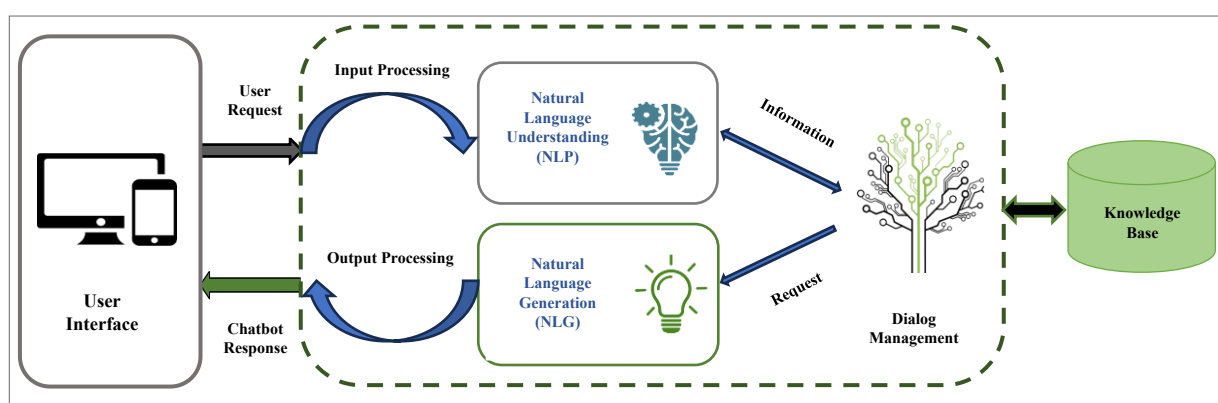 User
Request
Input Processing
Natural
Language
Understanding
(NLP)
Information
Knowledge
Base
User
Interface
Chatbot
Response
Output Processing
Natural
Language
Generation
(NLG)
Request
Dialog
Management